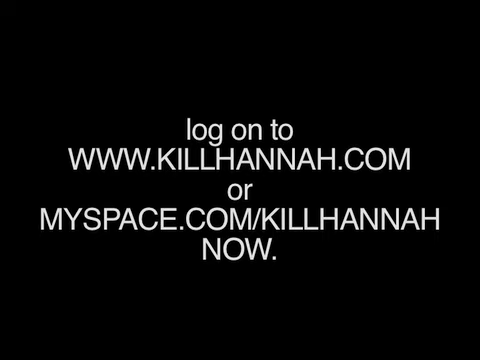 log on to
WWW.KILLHANNAH.COM
or
MYSPACE.COM/KILLHANNAH
NOW.